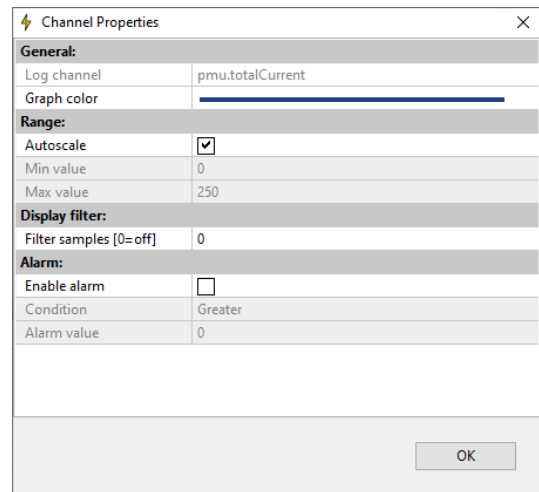 Channel Properties
General:
Log channel pmu.totalCurrent
Graph color
Range:
Autoscale
Min value 0
Max value 250
Display filter:
Filter samples [0=off] 0
Alarm:
Enable alarm
Condition Greater
Alarm value 0
OK